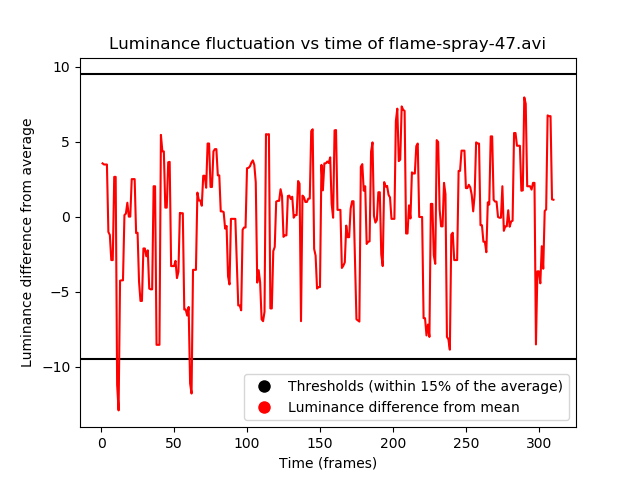 Luminance fluctuation vs time of flame-spray-47.avi
Luminance difference from average
10
5
0
−5
−10
Thresholds (within 15% of the average)
Luminance difference from mean
0
50
100
150
200
250
300
Time (frames)